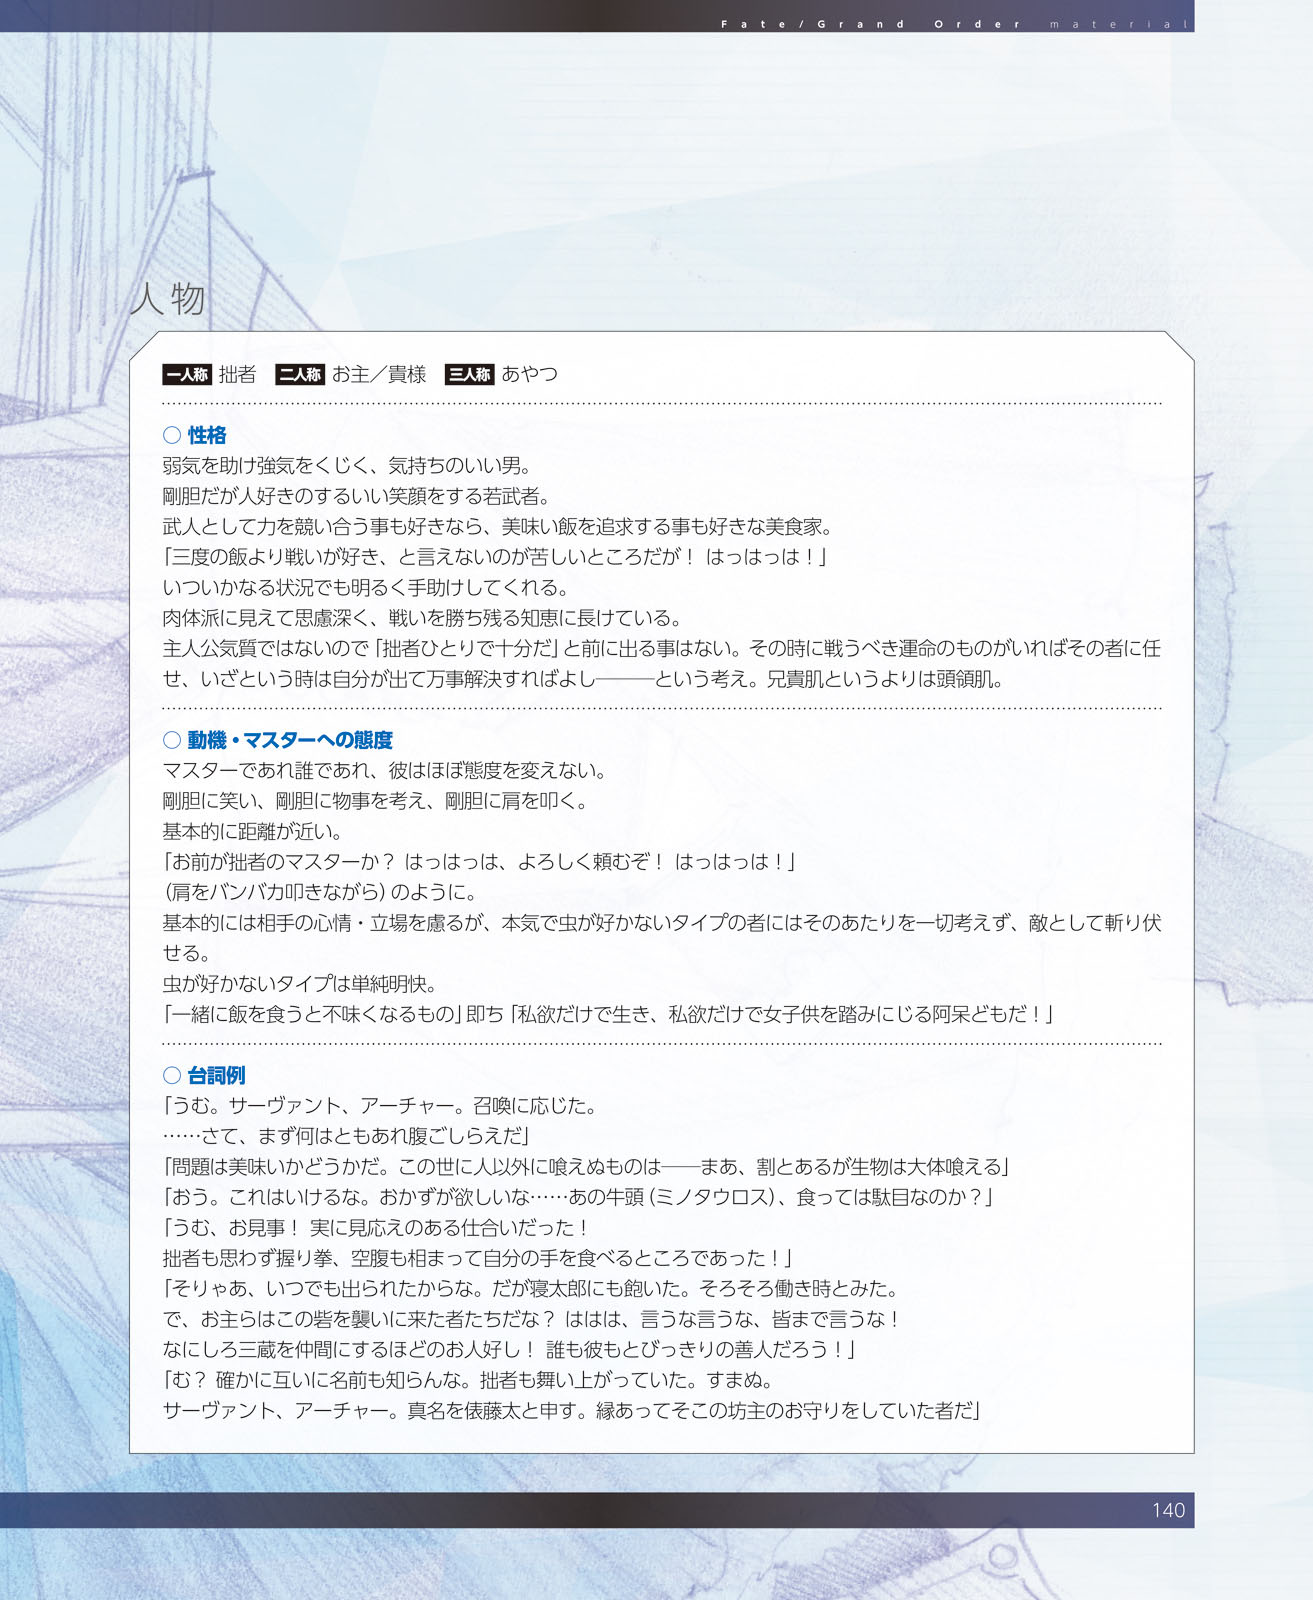 Fate/Grand Order material
人物
一人称 拙者 二人称 お主／貴様 三人称 あやつ
○ 性格
弱気を助け強気をくじく、気持ちのいい男。
剛胆だが人好きのするいい笑顔をする若武者。
武人として力を競い合う事も好きなら、美味い飯を追求する事も好きな美食家。
「三度の飯より戦いが好き、と言えないのが苦しいところだが！ はっはっは！」
いついかなる状況でも明るく手助けしてくれる。
肉体派に見えて思慮深く、戦いを勝ち残る知恵に長けている。
主人公気質ではないので「拙者ひとりで十分だ」と前に出る事はない。その時に戦うべき運命のものがいればその者に任
せ、いざという時は自分が出て万事解決すればよし───という考え。兄貴肌というよりは頭領肌。
○ 動機・マスターへの態度
マスターであれ誰であれ、彼はほぼ態度を変えない。
剛胆に笑い、剛胆に物事を考え、剛胆に肩を叩く。
基本的に距離が近い。
「お前が拙者のマスターか？ はっはっは、よろしく頼むぞ！ はっはっは！」
（肩をバンバカ叩きながら）のように。
基本的には相手の心情・立場を慮るが、本気で虫が好かないタイプの者にはそのあたりを一切考えず、敵として斬り伏
せる。
虫が好かないタイプは単純明快。
「一緒に飯を食うと不味くなるもの」即ち「私欲だけで生き、私欲だけで女子供を踏みにじる阿呆どもだ！」
○ 台詞例
「うむ。サーヴァント、アーチャー。召喚に応じた。
……さて、まず何はともあれ腹ごしらえだ」
「問題は美味いかどうかだ。この世に人以外に喰えぬものは──まあ、割とあるが生物は大体喰える」
「おう。これはいけるな。おかずが欲しいな……あの牛頭（ミノタウロス）、食っては駄目なのか？」
「うむ、お見事！ 実に見応えのある仕合いだった！
拙者も思わず握り拳、空腹も相まって自分の手を食べるところであった！」
「そりゃあ、いつでも出られたからな。だが寝太郎にも飽いた。そろそろ働き時とみた。
で、お主らはこの砦を襲いに来た者たちだな？ ははは、言うな言うな、皆まで言うな！
なにしろ三蔵を仲間にするほどのお人好し！ 誰も彼もとびっきりの善人だろう！」
「む？ 確かに互いに名前も知らんな。拙者も舞い上がっていた。すまぬ。
サーヴァント、アーチャー。真名を俵藤太と申す。縁あってそこの坊主のお守りをしていた者だ」
140